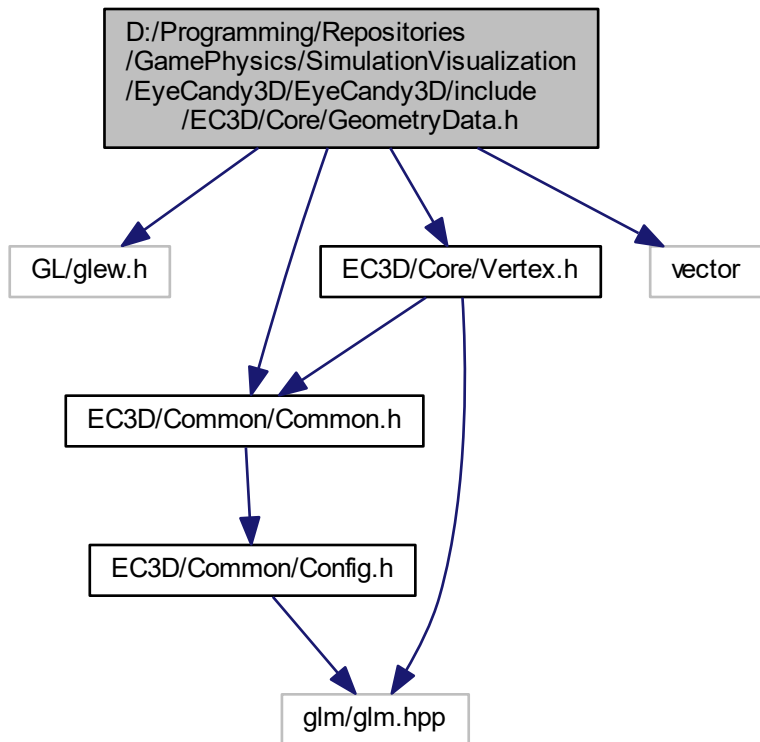 D:/Programming/Repositories
/GamePhysics/SimulationVisualization
/EyeCandy3D/EyeCandy3D/include
/EC3D/Core/GeometryData.h
GL/glew.h
EC3D/Core/Vertex.h
vector
EC3D/Common/Common.h
EC3D/Common/Config.h
glm/glm.hpp